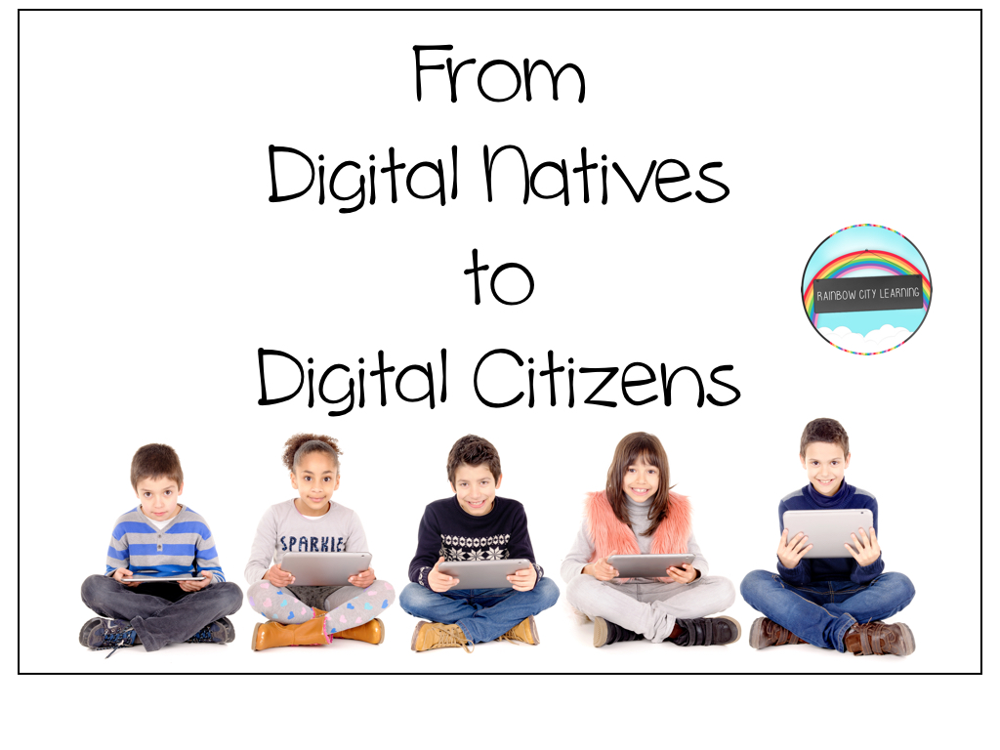 From
Digital Natives
to
Digital Citizens
RAINBOW CITY LEARNING
SPARKLE